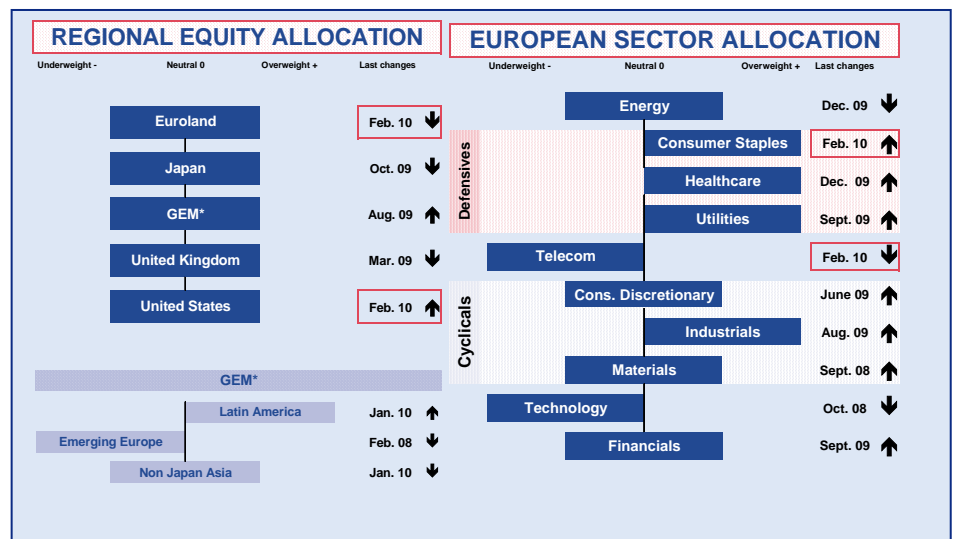 REGIONAL EQUITY ALLOCATION
Underweight - Neutral 0 Overweight + Last changes
Euroland Feb. 10
Japan Oct. 09
GEM* Aug. 09
United Kingdom Mar. 09
United States Feb. 10
GEM*
Latin America Jan. 10
Emerging Europe Feb. 08
Non Japan Asia Jan. 10
EUROPEAN SECTOR ALLOCATION
Underweight - Neutral 0 Overweight + Last changes
Energy Dec. 09
Defensives
Consumer Staples Feb. 10
Healthcare Dec. 09
Utilities Sept. 09
Telecom Feb. 10
Cyclicals
Cons. Discretionary June 09
Industrials Aug. 09
Materials Sept. 08
Technology Oct. 08
Financials Sept. 09